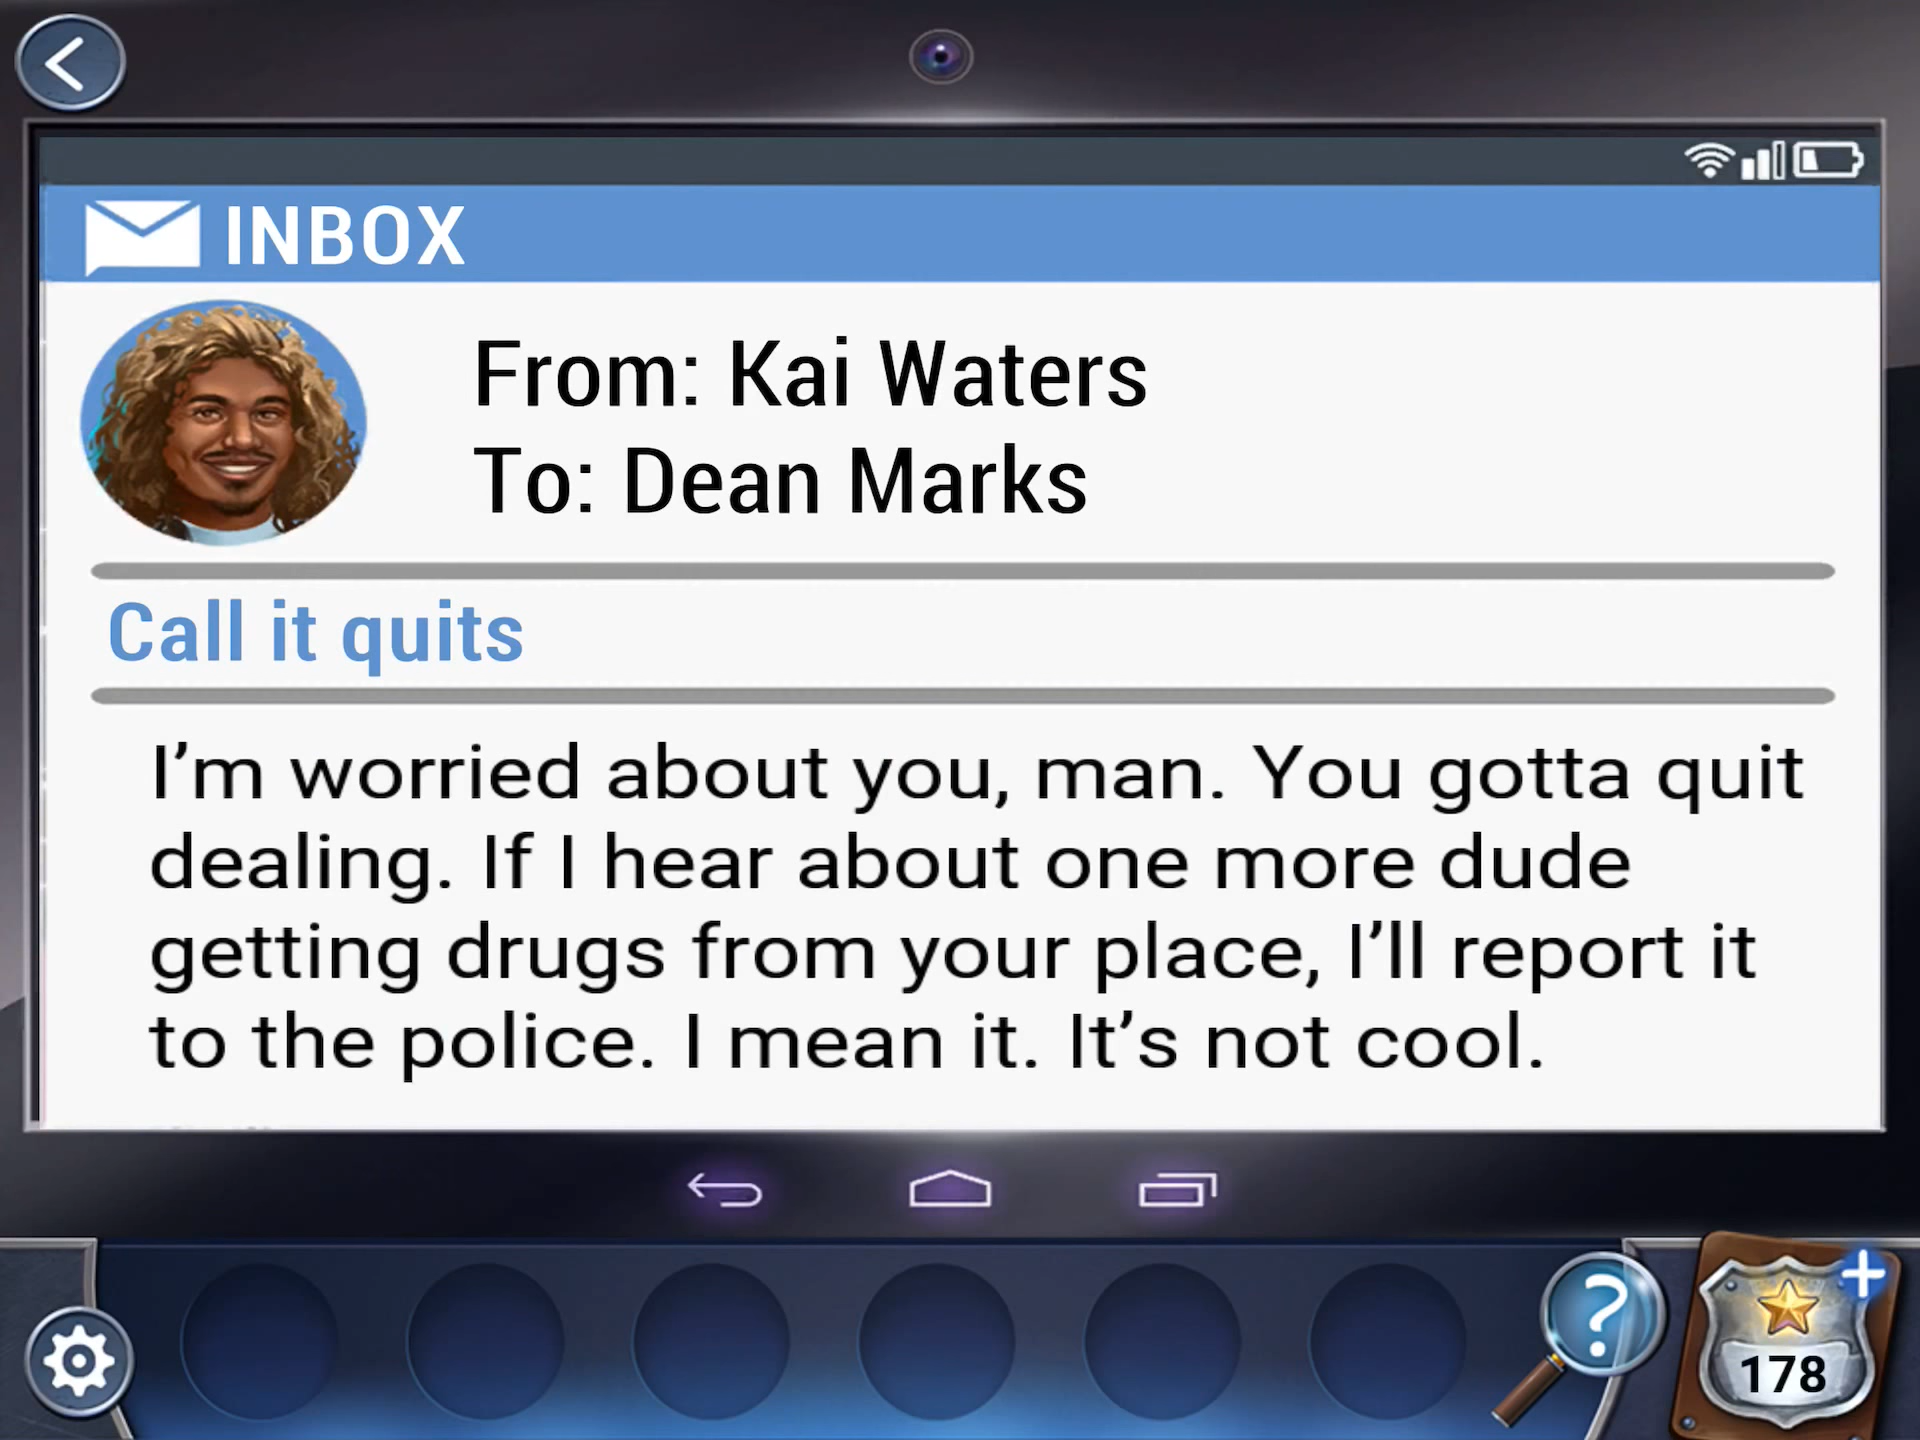 INBOX
From: Kai Waters
To: Dean Marks
Call it quits
I'm worried about you, man. You gotta quit
dealing. If I hear about one more dude
getting drugs from your place, I'll report it
to the police. I mean it. It's not cool.
178